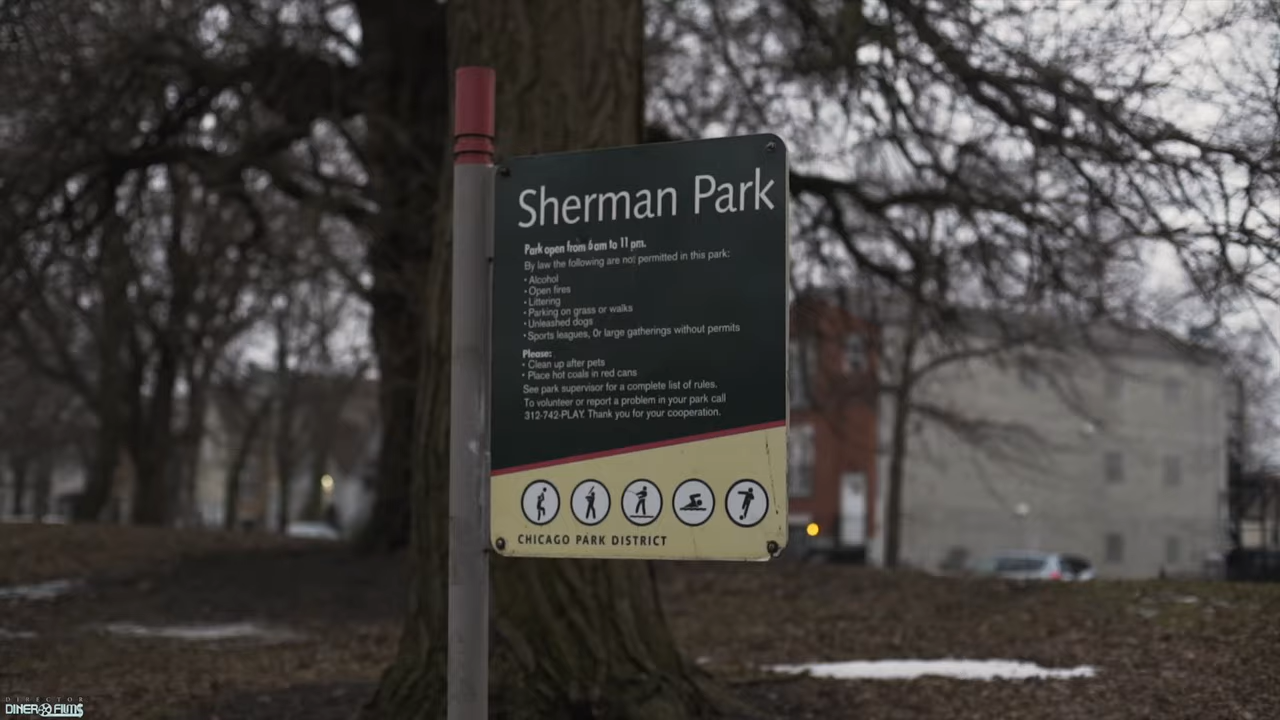 Sherman Park
Park open from 6 am to 11 pm.
By law the following are not permitted in this park:
• Alcohol
• Open fires
• Littering
• Parking on grass or walks
• Unleashed dogs
• Sports leagues, Or large gatherings without permits
Please:
• Clean up after pets
• Place hot coals in red cans
See park supervisor for a complete list of rules.
To volunteer or report a problem in your park call
312-742-PLAY. Thank you for your cooperation.
CHICAGO PARK DISTRICT
DIRECTOR
DINERO FILMS